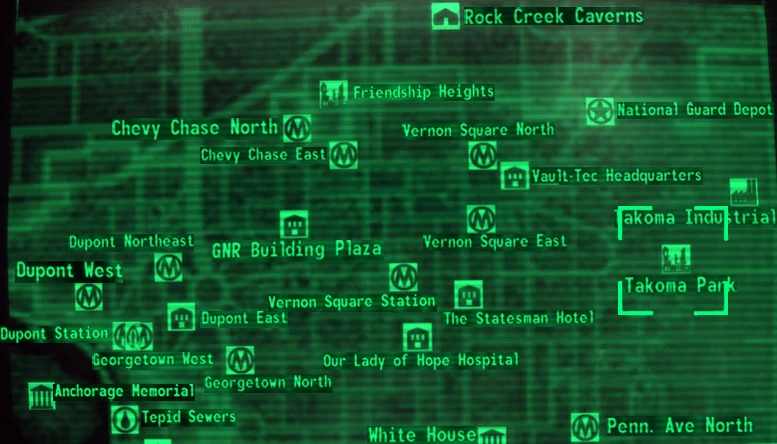 Rock Creek Caverns
Friendship Heights
National Guard Depot
Chevy Chase North
Vernon Square North
Chevy Chase East
Vault-Tec Headquarters
Takoma Industrial
Dupont Northeast
GNR Building Plaza
Vernon Square East
Dupont West
Takoma Park
Vernon Square Station
Dupont East
The Statesman Hotel
Dupont Station
Georgetown West
Our Lady of Hope Hospital
Georgetown North
Anchorage Memorial
Tepid Sewers
White House
Penn. Ave North